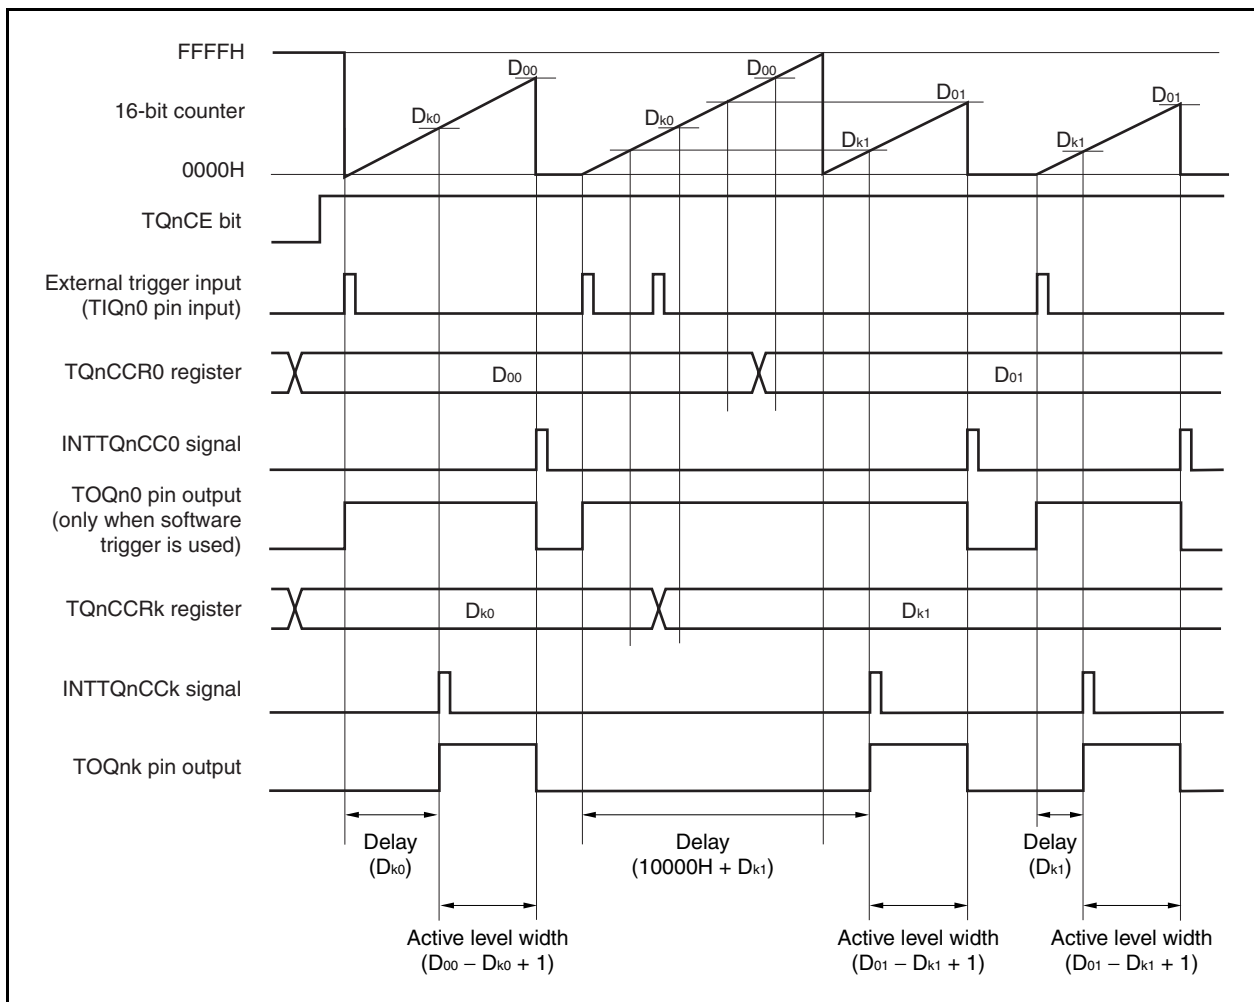 FFFFH
16-bit counter
0000H
D00
Dk0
D00
Dk0
D01
Dk1
D01
Dk1
TQnCE bit
External trigger input
(TIQn0 pin input)
TQnCCR0 register
D00
D01
INTTQnCC0 signal
TOQn0 pin output
(only when software
trigger is used)
TQnCCRk register
Dk0
Dk1
INTTQnCCk signal
TOQnk pin output
Delay
(Dk0)
Delay
(10000H + Dk1)
Delay
(Dk1)
Active level width
(D00 − Dk0 + 1)
Active level width
(D01 − Dk1 + 1)
Active level width
(D01 − Dk1 + 1)